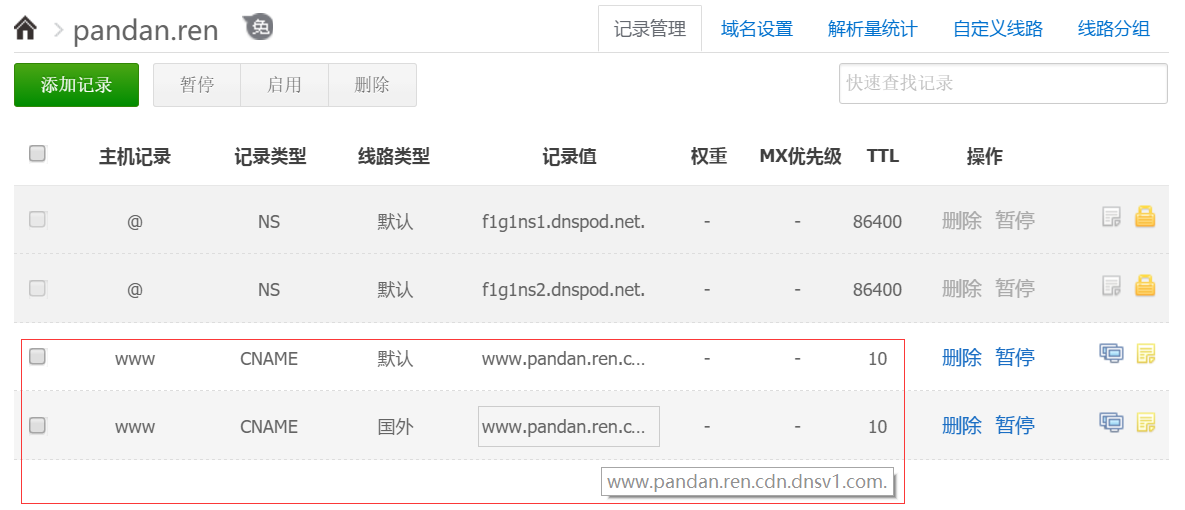 pandan.ren 免 记录管理 域名设置 解析量统计 自定义线路 线路分组
添加记录 暂停 启用 删除 快速查找记录
主机记录 记录类型 线路类型 记录值 权重 MX优先级 TTL 操作
@ NS 默认 f1g1ns1.dnspod.net. - - 86400 删除 暂停
@ NS 默认 f1g1ns2.dnspod.net. - - 86400 删除 暂停
www CNAME 默认 www.pandan.ren.c... - - 10 删除 暂停
www CNAME 国外 www.pandan.ren.c... - - 10 删除 暂停
www.pandan.ren.cdn.dnsv1.com.